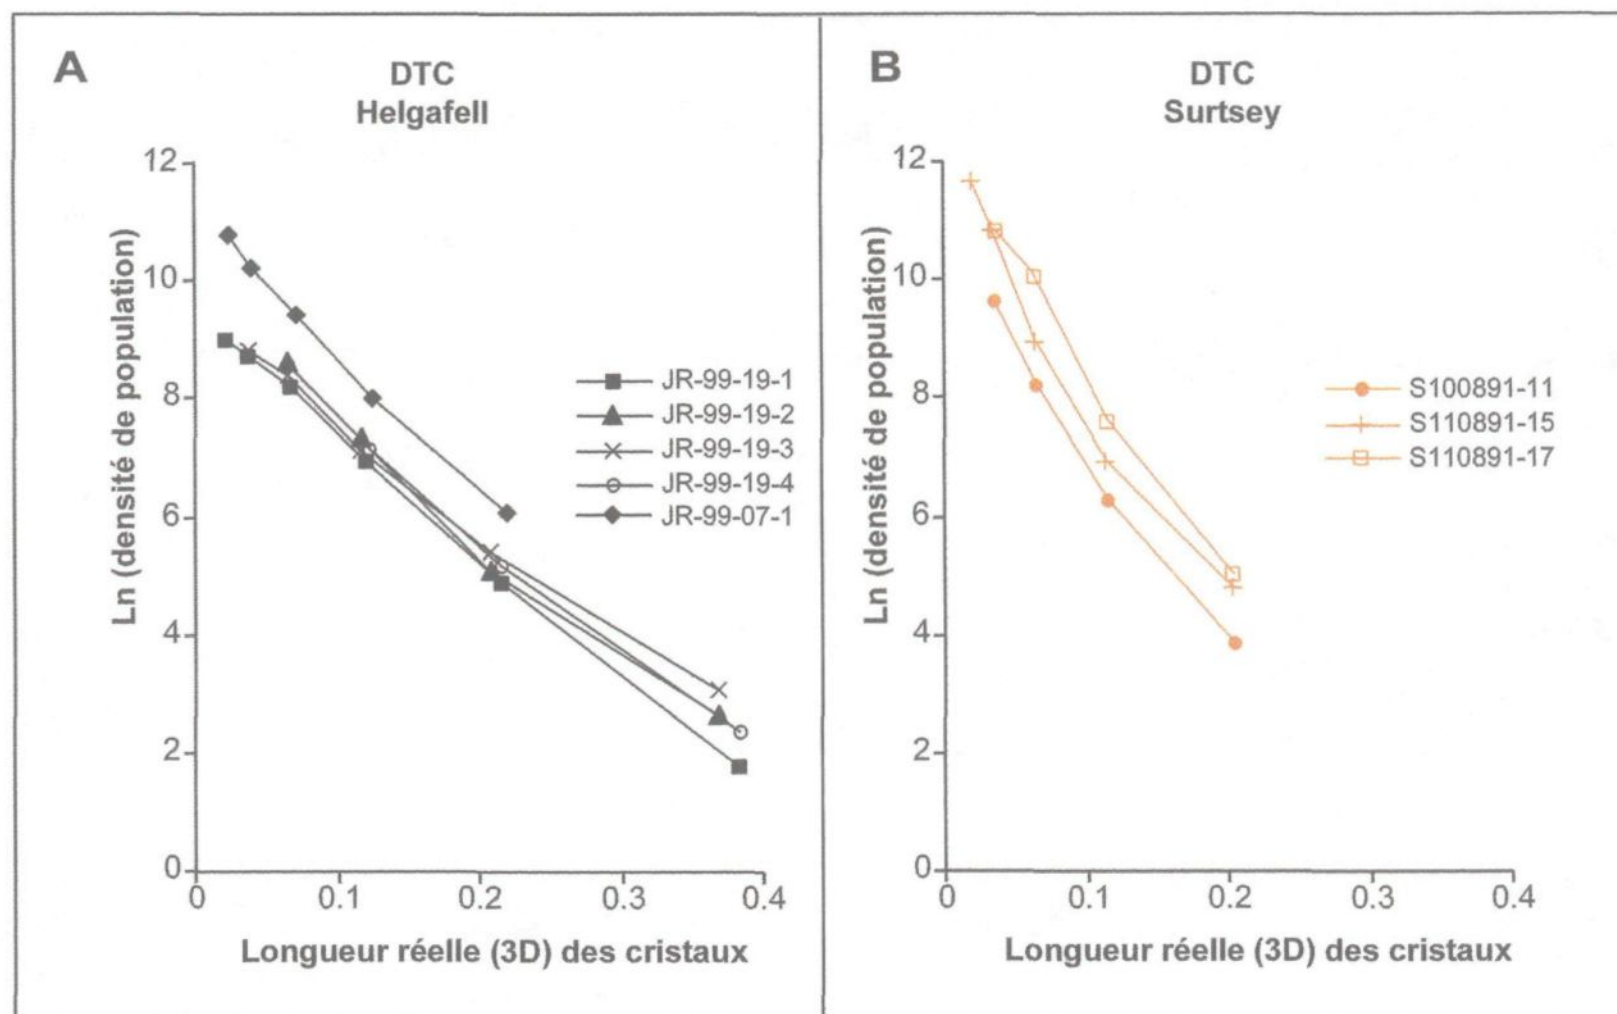 A
DTC
Helgafell
Ln (densité de population)
12
10
8
6
4
2
0
0
0.1
0.2
0.3
0.4
Longueur réelle (3D) des cristaux
JR-99-19-1
JR-99-19-2
JR-99-19-3
JR-99-19-4
JR-99-07-1
B
DTC
Surtsey
Ln (densité de population)
12
10
8
6
4
2
0
0
0.1
0.2
0.3
0.4
Longueur réelle (3D) des cristaux
S100891-11
S110891-15
S110891-17